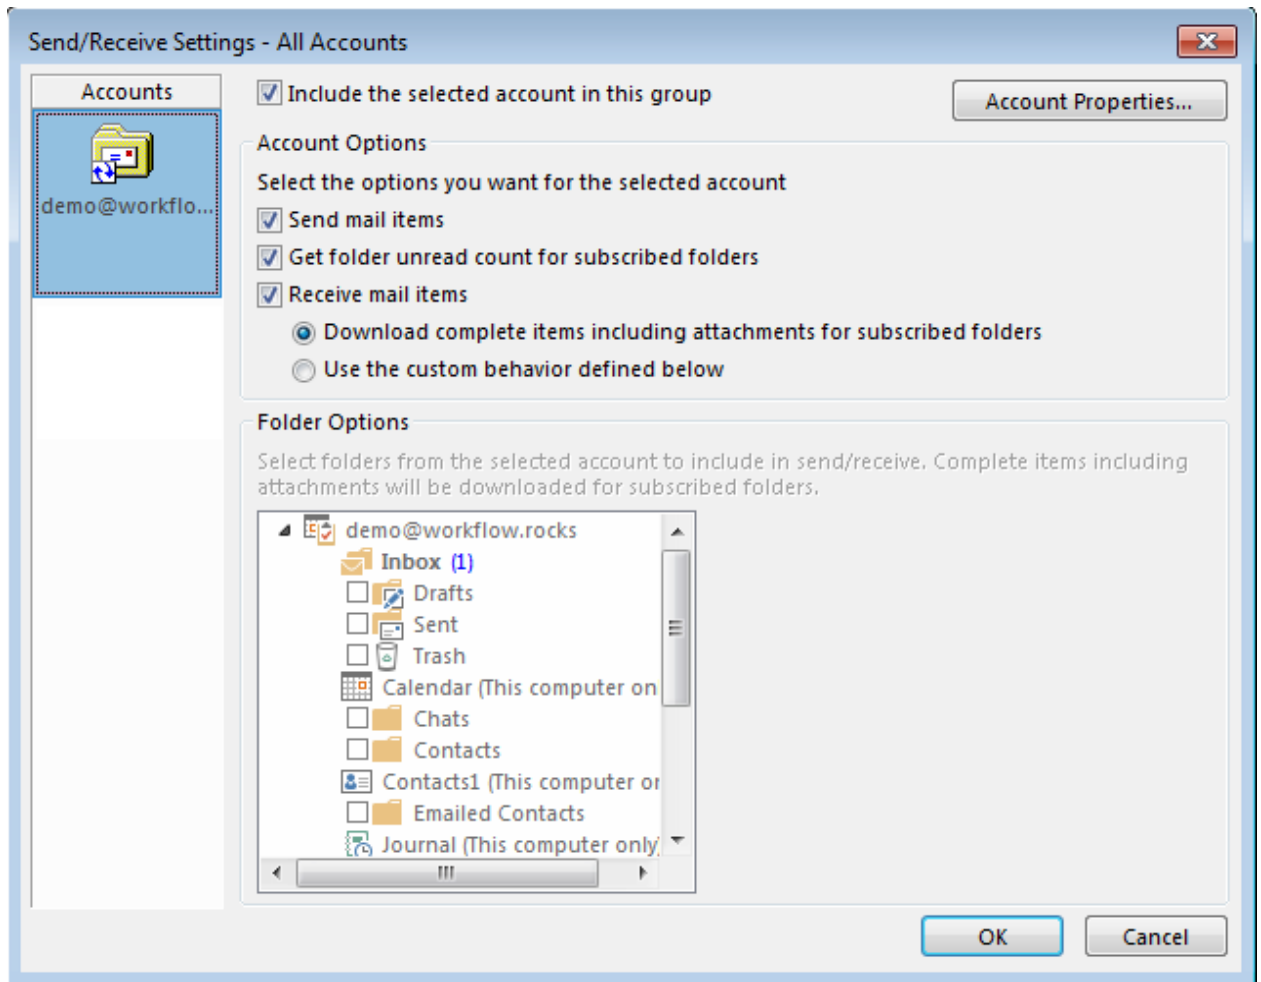 Send/Receive Settings - All Accounts
Accounts
demo@workflo...
Include the selected account in this group
Account Properties...
Account Options
Select the options you want for the selected account
Send mail items
Get folder unread count for subscribed folders
Receive mail items
Download complete items including attachments for subscribed folders
Use the custom behavior defined below
Folder Options
Select folders from the selected account to include in send/receive. Complete items including
attachments will be downloaded for subscribed folders.
demo@workflow.rocks
Inbox (1)
Drafts
Sent
Trash
Calendar (This computer on
Chats
Contacts
Contacts1 (This computer or
Emailed Contacts
Journal (This computer only)
OK
Cancel